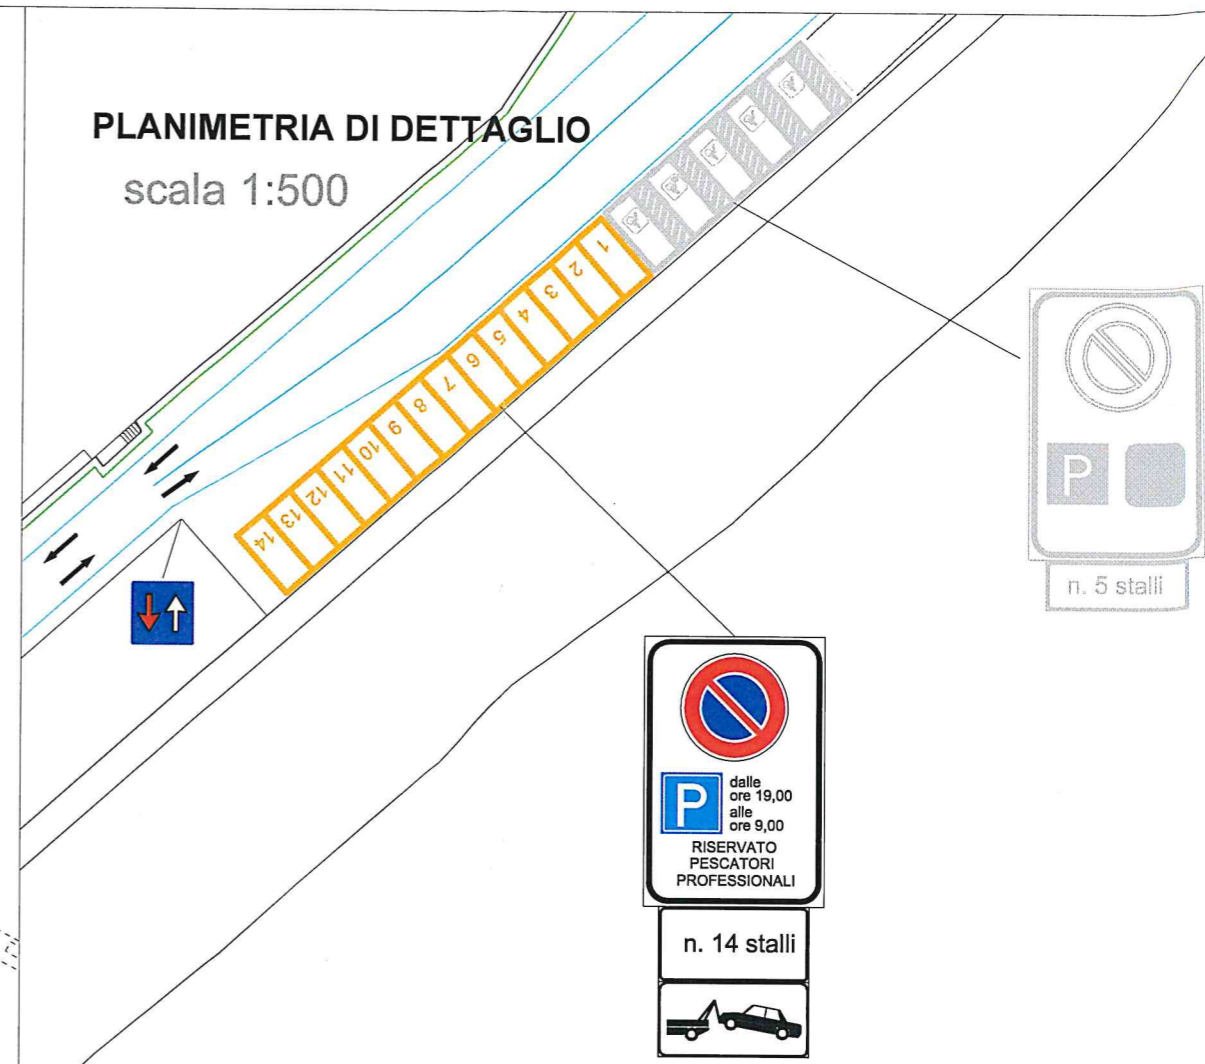 PLANIMETRIA DI DETTAGLIO
scala 1:500
1
2
3
4
5
6
7
8
9
10
11
12
13
14
P
n. 5 stalli
P
dalle
ore 19,00
alle
ore 9,00
RISERVATO
PESCATORI
PROFESSIONALI
n. 14 stalli